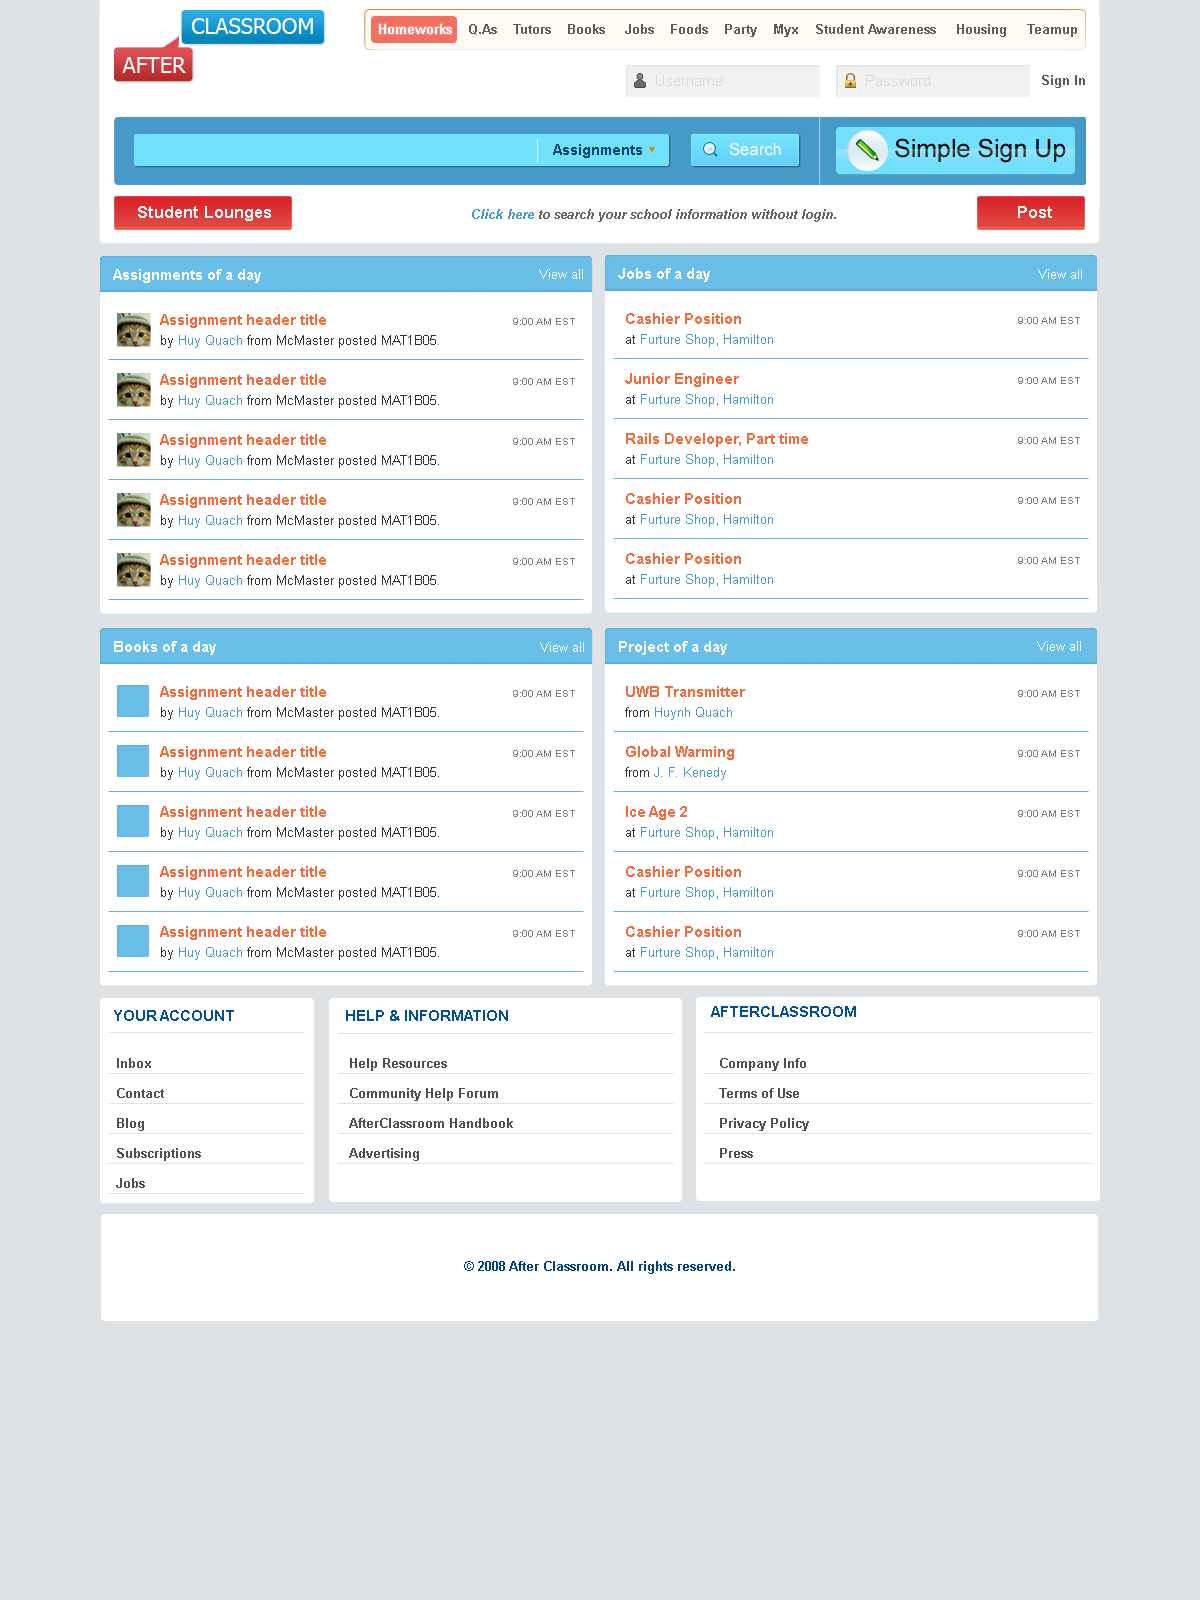 CLASSROOM
AFTER
Homeworks Q.As Tutors Books Jobs Foods Party Myx Student Awareness Housing Teamup
Username Password Sign In
Assignments Search Simple Sign Up
Student Lounges Click here to search your school information without login. Post
Assignments of a day View all
Assignment header title 9:00 AM EST
by Huy Quach from McMaster posted MAT1B05.
Assignment header title 9:00 AM EST
by Huy Quach from McMaster posted MAT1B05.
Assignment header title 9:00 AM EST
by Huy Quach from McMaster posted MAT1B05.
Assignment header title 9:00 AM EST
by Huy Quach from McMaster posted MAT1B05.
Assignment header title 9:00 AM EST
by Huy Quach from McMaster posted MAT1B05.
Jobs of a day View all
Cashier Position 9:00 AM EST
at Furture Shop, Hamilton
Junior Engineer 9:00 AM EST
at Furture Shop, Hamilton
Rails Developer, Part time 9:00 AM EST
at Furture Shop, Hamilton
Cashier Position 9:00 AM EST
at Furture Shop, Hamilton
Cashier Position 9:00 AM EST
at Furture Shop, Hamilton
Books of a day View all
Assignment header title 9:00 AM EST
by Huy Quach from McMaster posted MAT1B05.
Assignment header title 9:00 AM EST
by Huy Quach from McMaster posted MAT1B05.
Assignment header title 9:00 AM EST
by Huy Quach from McMaster posted MAT1B05.
Assignment header title 9:00 AM EST
by Huy Quach from McMaster posted MAT1B05.
Assignment header title 9:00 AM EST
by Huy Quach from McMaster posted MAT1B05.
Project of a day View all
UWB Transmitter 9:00 AM EST
from Huynh Quach
Global Warming 9:00 AM EST
from J. F. Kenedy
Ice Age 2 9:00 AM EST
at Furture Shop, Hamilton
Cashier Position 9:00 AM EST
at Furture Shop, Hamilton
Cashier Position 9:00 AM EST
at Furture Shop, Hamilton
YOUR ACCOUNT
Inbox
Contact
Blog
Subscriptions
Jobs
HELP & INFORMATION
Help Resources
Community Help Forum
AfterClassroom Handbook
Advertising
AFTERCLASSROOM
Company Info
Terms of Use
Privacy Policy
Press
© 2008 After Classroom. All rights reserved.